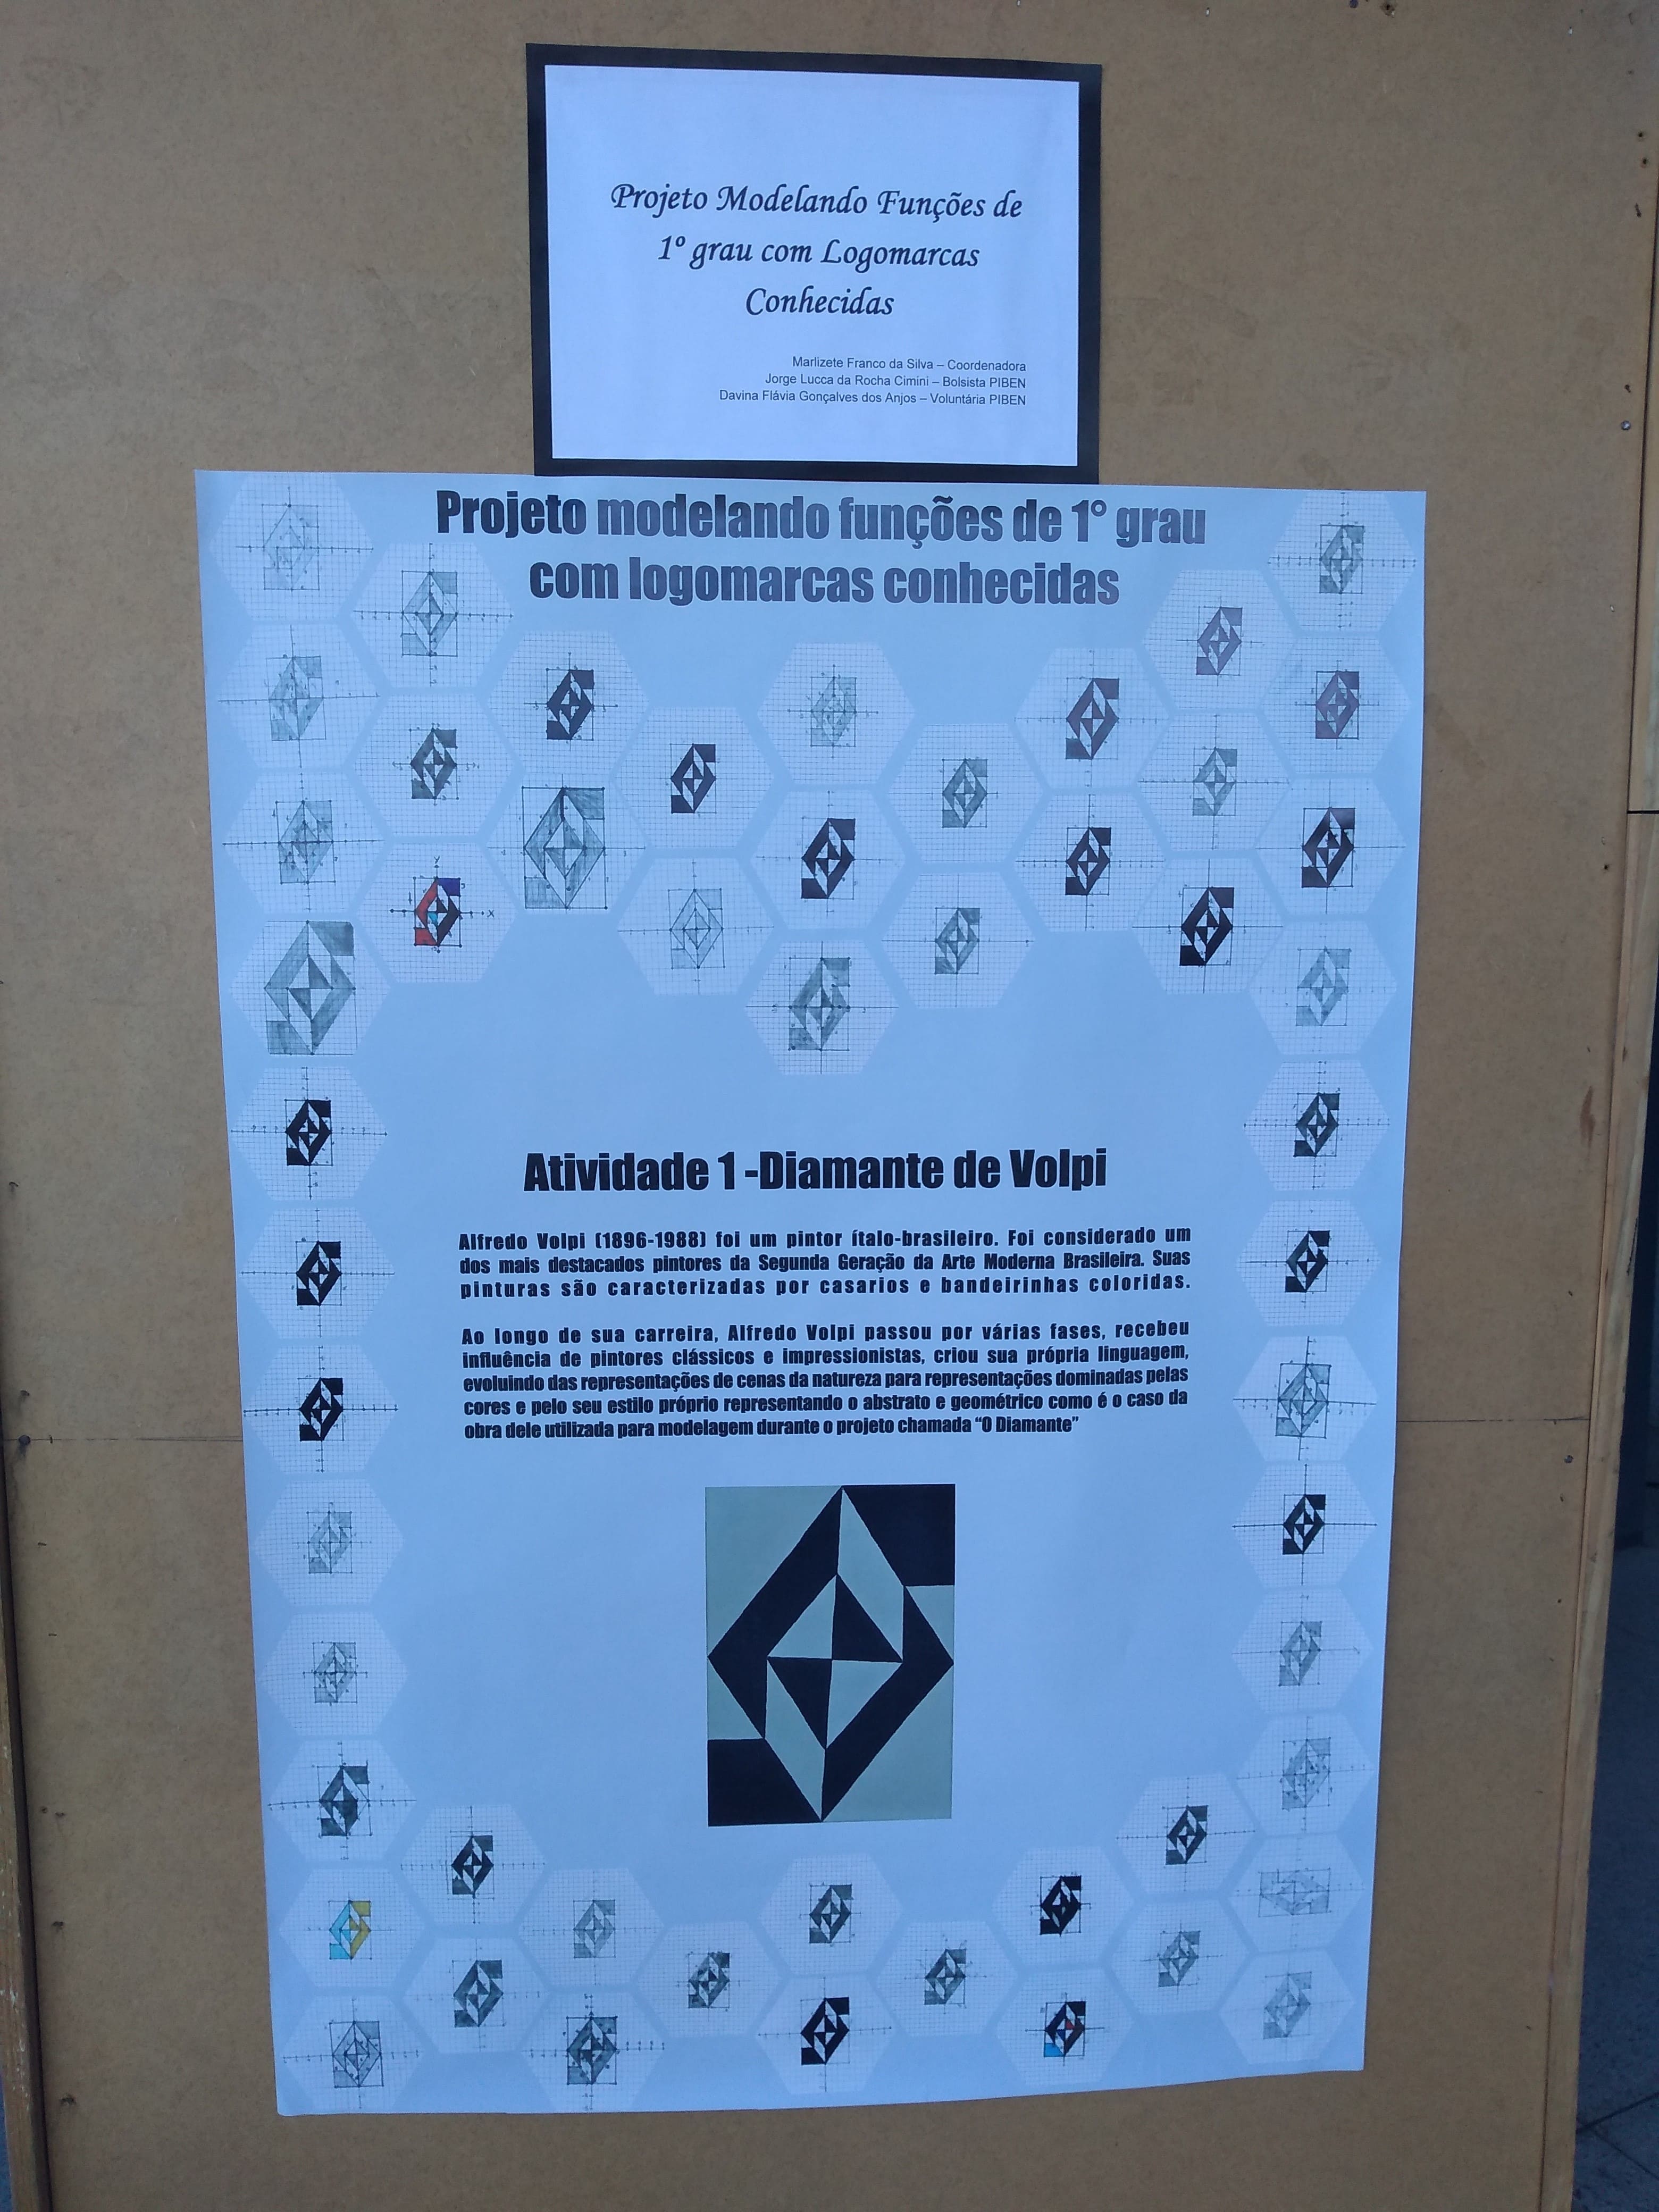 Projeto Modelando Funções de
1º grau com Logomarcas
Conhecidas
Marlizete Franco da Silva – Coordenadora
Jorge Lucca da Rocha Cimini – Bolsista PIBEN
Davina Flávia Gonçalves dos Anjos – Voluntária PIBEN
Projeto modelando funções de 1° grau
com logomarcas conhecidas
Atividade 1 -Diamante de Volpi
Alfredo Volpi (1896-1988) foi um pintor ítalo-brasileiro. Foi considerado um
dos mais destacados pintores da Segunda Geração da Arte Moderna Brasileira. Suas
pinturas são caracterizadas por casarios e bandeirinhas coloridas.
Ao longo de sua carreira, Alfredo Volpi passou por várias fases, recebeu
influência de pintores clássicos e impressionistas, criou sua própria linguagem,
evoluindo das representações de cenas da natureza para representações dominadas pelas
cores e pelo seu estilo próprio representando o abstrato e geométrico como é o caso da
obra dele utilizada para modelagem durante o projeto chamada “O Diamante”